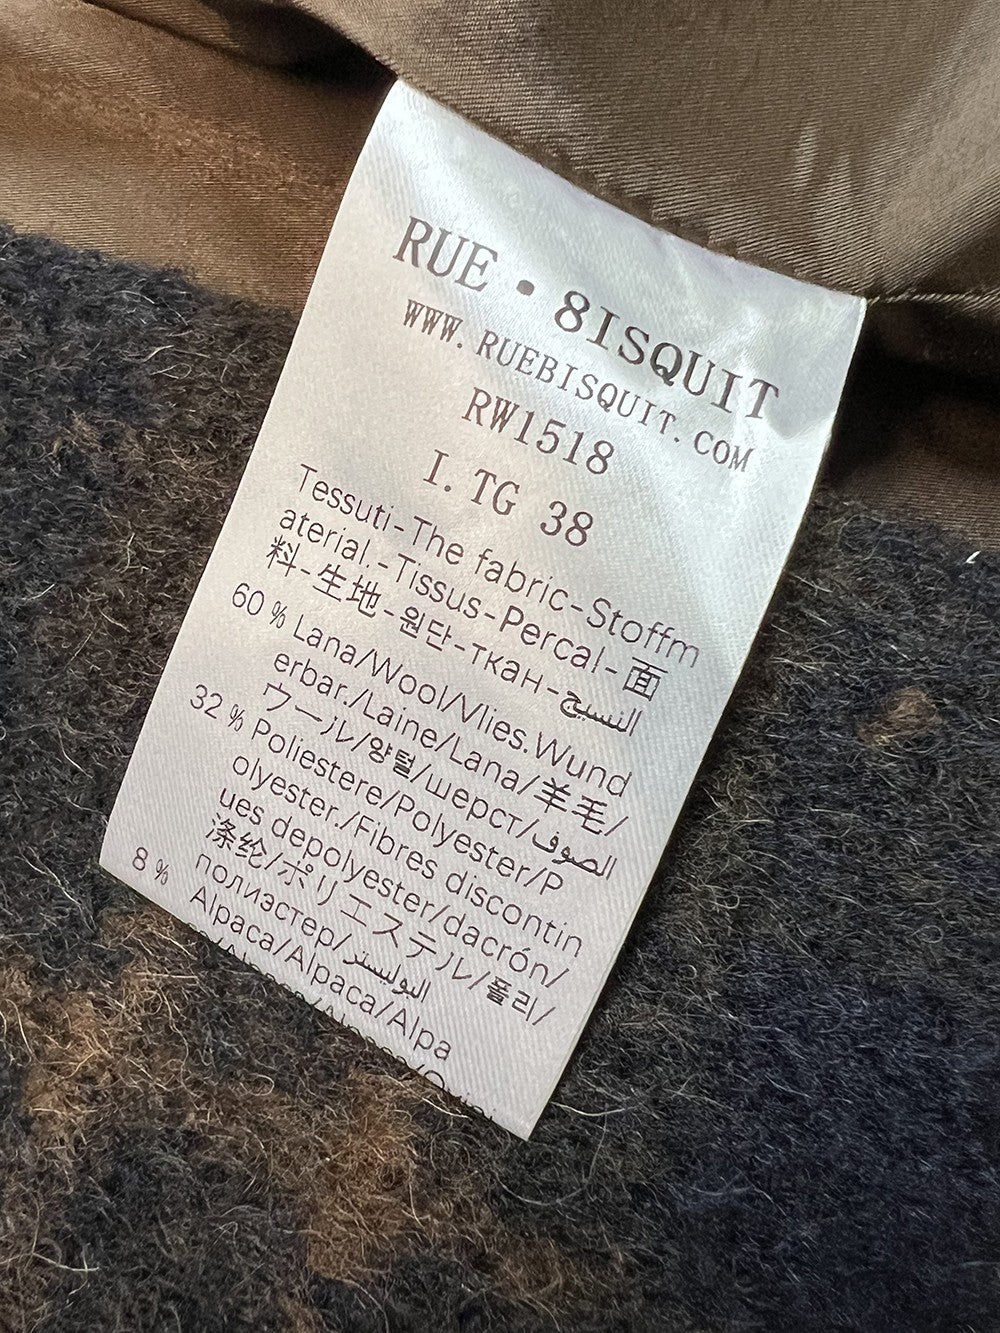 RUE • 8ISQUIT
WWW.RUEBISQUIT.COM
RW1518
I.TG 38
Tessuti-The fabric-Stoffm
aterial.-Tissus-Percal-面
料-生地-원단-ткан-النسيج
60 % Lana/Wool/Vlies.Wund
erbar./Laine/Lana/羊毛/
ウール/양털/шерст/الصوف
32 % Poliestere/Polyester/P
olyester./Fibres discontin
ues depolyester/dacrón/
涤纶/ポリエステル/폴리/
полиэстер/البوليستر
8 % Alpaca/Alpaca/Alpa